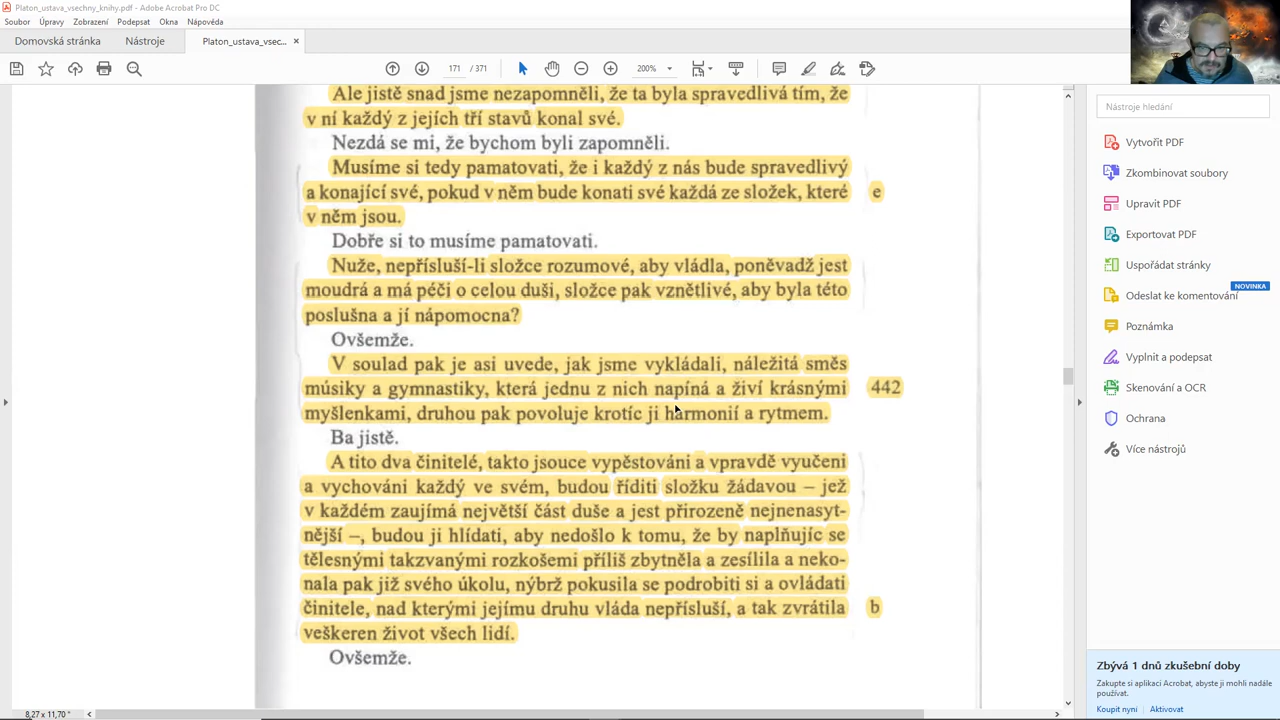 Platon_ustava_vsechny_knihy.pdf - Adobe Acrobat Pro DC
Soubor Úpravy Zobrazení Podepsat Okna Nápověda
Domovská stránka Nástroje Platon_ustava_vsec... ×
171 / 371 200%
Nástroje hledání
Vytvořit PDF
Zkombinovat soubory
Upravit PDF
Exportovat PDF
Uspořádat stránky
NOVINKA
Odeslat ke komentování
Poznámka
Vyplnit a podepsat
Skenování a OCR
Ochrana
Více nástrojů
Ale jistě snad jsme nezapomněli, že ta byla spravedlivá tím, že
v ní každý z jejích tří stavů konal své.
Nezdá se mi, že bychom byli zapomněli.
Musíme si tedy pamatovati, že i každý z nás bude spravedlivý
a konající své, pokud v něm bude konati své každá ze složek, které e
v něm jsou.
Dobře si to musíme pamatovati.
Nuže, nepřísluší-li složce rozumové, aby vládla, poněvadž jest
moudrá a má péči o celou duši, složce pak vznětlivé, aby byla této
poslušna a jí nápomocna?
Ovšemže.
V soulad pak je asi uvede, jak jsme vykládali, náležitá směs
músiky a gymnastiky, která jednu z nich napíná a živí krásnými 442
myšlenkami, druhou pak povoluje krotíc ji harmonií a rytmem.
Ba jistě.
A tito dva činitelé, takto jsouce vypěstováni a vpravdě vyučeni
a vychováni každý ve svém, budou říditi složku žádavou – jež
v každém zaujímá největší část duše a jest přirozeně nejnenasyt-
nější –, budou ji hlídati, aby nedošlo k tomu, že by naplňujíc se
tělesnými takzvanými rozkošemi příliš zbytněla a zesílila a neko-
nala pak již svého úkolu, nýbrž pokusila se podrobiti si a ovládati
činitele, nad kterými jejímu druhu vláda nepřísluší, a tak zvrátila b
veškeren život všech lidí.
Ovšemže.
Zbývá 1 dnů zkušební doby
Zakupte si aplikaci Acrobat, abyste ji mohli nadále
používat.
Koupit nyní Aktivovat
8,27 x 11,70"